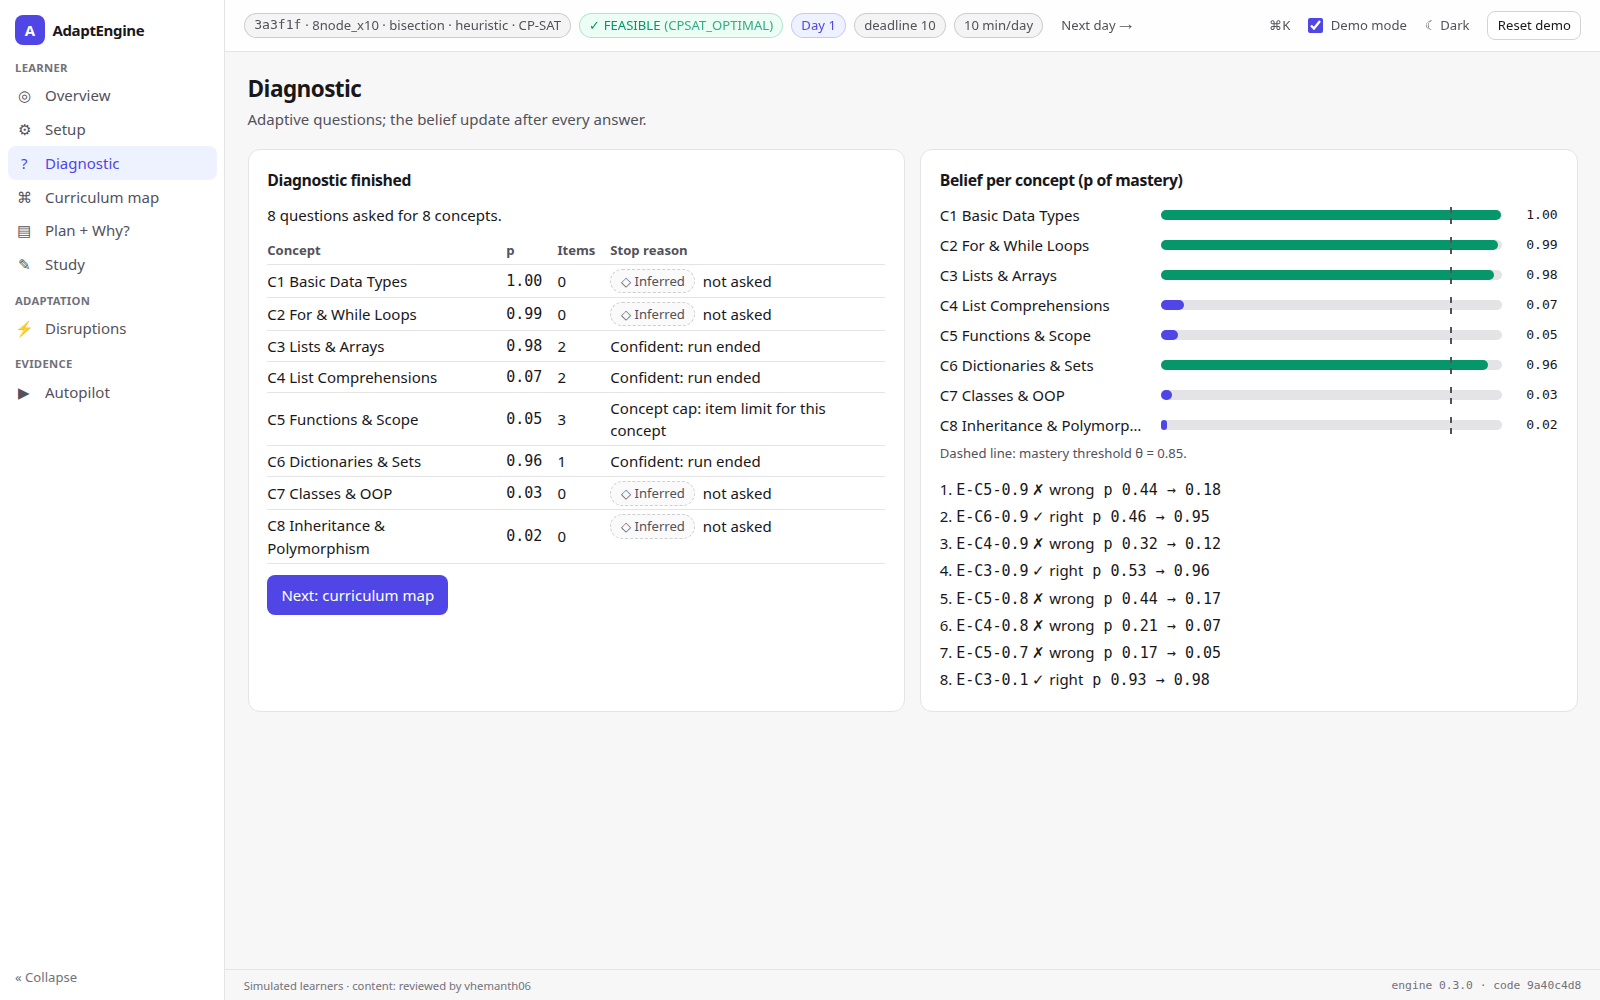 A AdaptEngine
LEARNER
◎ Overview
⚙ Setup
? Diagnostic
⌘ Curriculum map
▤ Plan + Why?
✎ Study
ADAPTATION
⚡ Disruptions
EVIDENCE
▶ Autopilot
« Collapse
3a3f1f · 8node_x10 · bisection · heuristic · CP-SAT ✓ FEASIBLE (CPSAT_OPTIMAL) Day 1 deadline 10 10 min/day Next day → ⌘K Demo mode ☾ Dark Reset demo
Diagnostic
Adaptive questions; the belief update after every answer.
Diagnostic finished
8 questions asked for 8 concepts.
Concept p Items Stop reason
C1 Basic Data Types 1.00 0 ◇ Inferred not asked
C2 For & While Loops 0.99 0 ◇ Inferred not asked
C3 Lists & Arrays 0.98 2 Confident: run ended
C4 List Comprehensions 0.07 2 Confident: run ended
C5 Functions & Scope 0.05 3 Concept cap: item limit for this
concept
C6 Dictionaries & Sets 0.96 1 Confident: run ended
C7 Classes & OOP 0.03 0 ◇ Inferred not asked
C8 Inheritance & 0.02 0 ◇ Inferred not asked
Polymorphism
Next: curriculum map
Belief per concept (p of mastery)
C1 Basic Data Types 1.00
C2 For & While Loops 0.99
C3 Lists & Arrays 0.98
C4 List Comprehensions 0.07
C5 Functions & Scope 0.05
C6 Dictionaries & Sets 0.96
C7 Classes & OOP 0.03
C8 Inheritance & Polymorp... 0.02
Dashed line: mastery threshold θ = 0.85.
1. E-C5-0.9 ✗ wrong p 0.44 → 0.18
2. E-C6-0.9 ✓ right p 0.46 → 0.95
3. E-C4-0.9 ✗ wrong p 0.32 → 0.12
4. E-C3-0.9 ✓ right p 0.53 → 0.96
5. E-C5-0.8 ✗ wrong p 0.44 → 0.17
6. E-C4-0.8 ✗ wrong p 0.21 → 0.07
7. E-C5-0.7 ✗ wrong p 0.17 → 0.05
8. E-C3-0.1 ✓ right p 0.93 → 0.98
Simulated learners · content: reviewed by vhemanth06
engine 0.3.0 · code 9a40c4d8